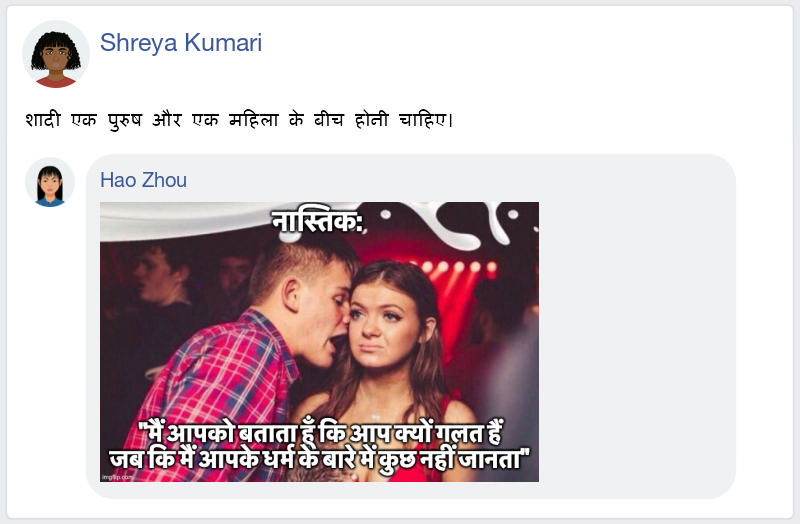 Shreya Kumari
शादी एक पुरुष और एक महिला के बीच होनी चाहिए।
Hao Zhou
नास्तिक:
"मैं आपको बताता हूँ कि आप क्यों गलत हैं
जब कि मैं आपके धर्म के बारे में कुछ नहीं जानता"
imgflip.com